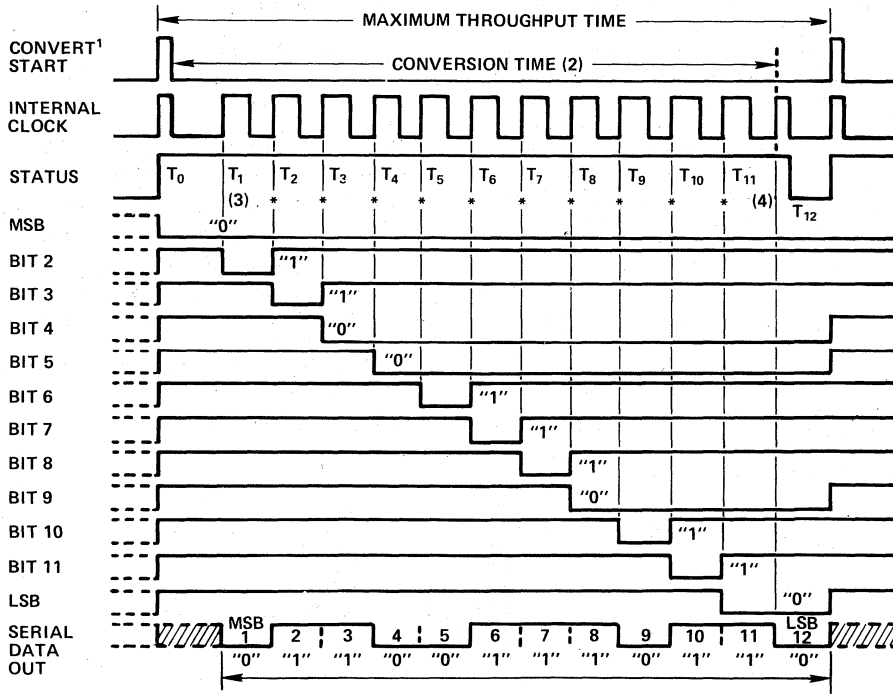 MAXIMUM THROUGHPUT TIME
CONVERT¹
START
CONVERSION TIME (2)
INTERNAL
CLOCK
STATUS
T₀ T₁ T₂ T₃ T₄ T₅ T₆ T₇ T₈ T₉ T₁₀ T₁₁
(3) * * * * * * * * * * (4) T₁₂
MSB "0"
BIT 2 "1"
BIT 3 "1"
BIT 4 "0"
BIT 5 "0"
BIT 6 "1"
BIT 7 "1"
BIT 8 "1"
BIT 9 "0"
BIT 10 "1"
BIT 11 "1"
LSB "0"
SERIAL
DATA
OUT
MSB LSB
1 2 3 4 5 6 7 8 9 10 11 12
"0" "1" "1" "0" "0" "1" "1" "1" "0" "1" "1" "0"